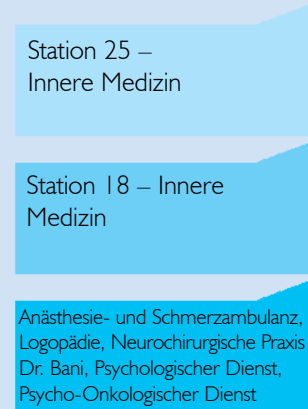 Station 25 –
Innere Medizin
Station 18 – Innere
Medizin
Anästhesie- und Schmerzambulanz,
Logopädie, Neurochirurgische Praxis
Dr. Bani, Psychologischer Dienst,
Psycho-Onkologischer Dienst